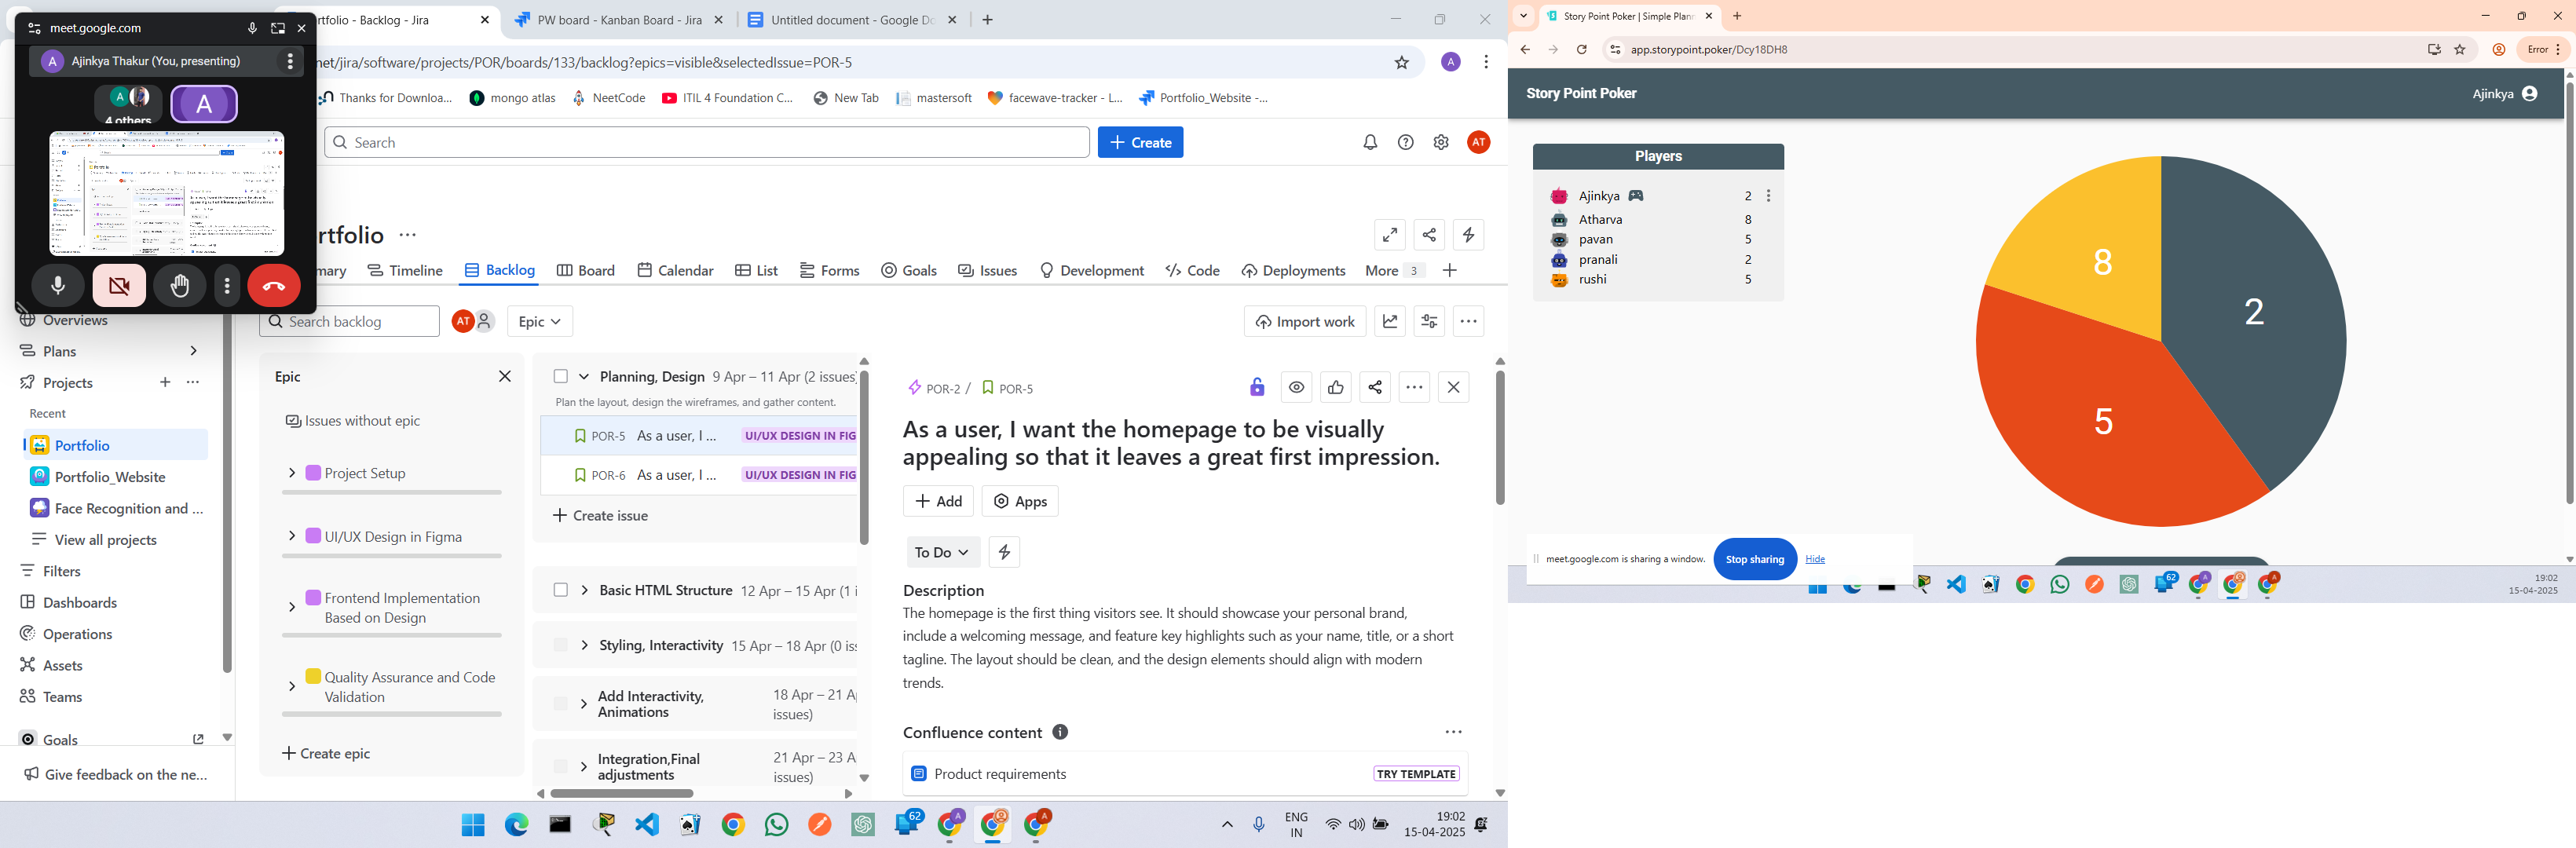 meet.google.com
A Ajinkya Thakur (You, presenting)
A
4 others
A
rtfolio - Backlog - Jira
PW board - Kanban Board - Jira
Untitled document - Google Do
net/jira/software/projects/POR/boards/133/backlog?epics=visible&selectedIssue=POR-5
A
Thanks for Downloa...
mongo atlas
NeetCode
ITIL 4 Foundation C...
New Tab
mastersoft
facewave-tracker - L...
Portfolio_Website -...
Search
Create
AT
rtfolio
mary
Timeline
Backlog
Board
Calendar
List
Forms
Goals
Issues
Development
Code
Deployments
More 3
Overviews
Plans
Projects
Recent
Portfolio
Portfolio_Website
Face Recognition and ...
View all projects
Filters
Dashboards
Operations
Assets
Teams
Goals
Give feedback on the ne...
Search backlog
AT
Epic
Import work
Epic
Issues without epic
Project Setup
UI/UX Design in Figma
Frontend Implementation
Based on Design
Quality Assurance and Code
Validation
Create epic
Planning, Design 9 Apr – 11 Apr (2 issues)
Plan the layout, design the wireframes, and gather content.
POR-5 As a user, I ... UI/UX DESIGN IN FIG
POR-6 As a user, I ... UI/UX DESIGN IN FIG
Create issue
Basic HTML Structure 12 Apr – 15 Apr (1 i
Styling, Interactivity 15 Apr – 18 Apr (0 iss
Add Interactivity,
Animations
18 Apr – 21 A
issues)
Integration,Final
adjustments
21 Apr – 23 A
issues)
POR-2 / POR-5
As a user, I want the homepage to be visually
appealing so that it leaves a great first impression.
Add
Apps
To Do
Description
The homepage is the first thing visitors see. It should showcase your personal brand,
include a welcoming message, and feature key highlights such as your name, title, or a short
tagline. The layout should be clean, and the design elements should align with modern
trends.
Confluence content
Product requirements
TRY TEMPLATE
62
A
A
ENG
IN
19:02
15-04-2025
Story Point Poker | Simple Plann
app.storypoint.poker/Dcy18DH8
Error
Story Point Poker
Ajinkya
Players
Ajinkya 2
Atharva 8
pavan 5
pranali 2
rushi 5
8
2
5
meet.google.com is sharing a window.
Stop sharing
Hide
62
A
A
19:02
15-04-2025